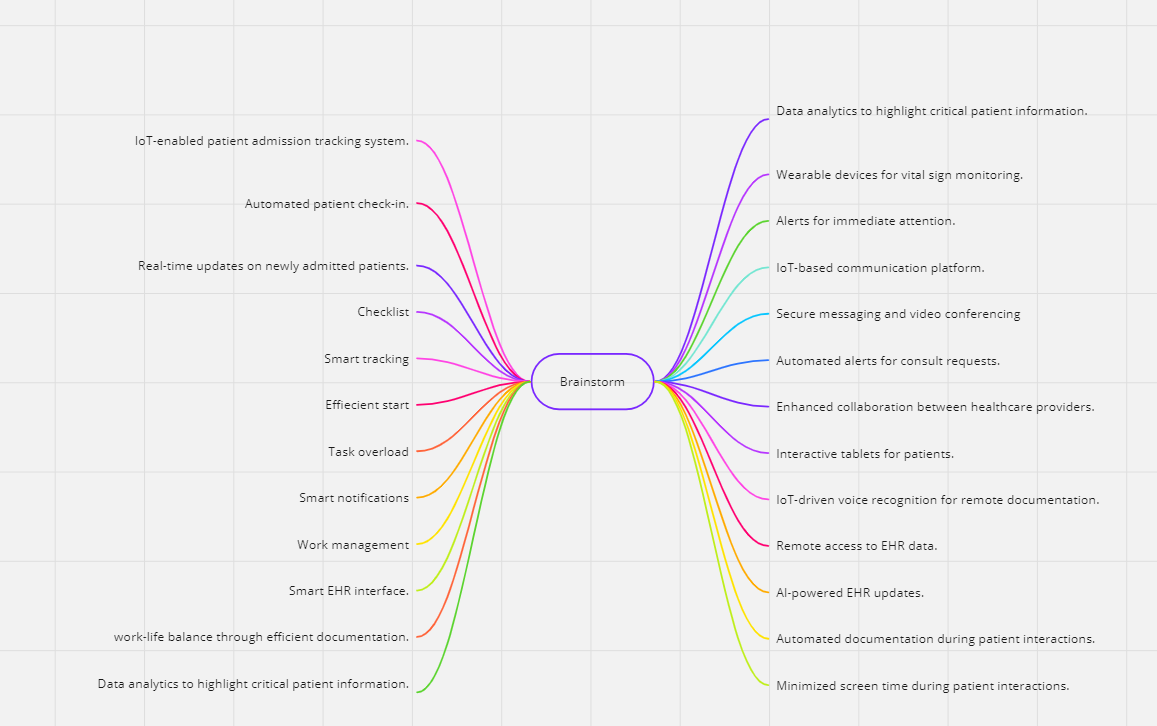 IoT-enabled patient admission tracking system.
Automated patient check-in.
Real-time updates on newly admitted patients.
Checklist
Smart tracking
Effiecient start
Task overload
Smart notifications
Work management
Smart EHR interface.
work-life balance through efficient documentation.
Data analytics to highlight critical patient information.
Brainstorm
Data analytics to highlight critical patient information.
Wearable devices for vital sign monitoring.
Alerts for immediate attention.
IoT-based communication platform.
Secure messaging and video conferencing
Automated alerts for consult requests.
Enhanced collaboration between healthcare providers.
Interactive tablets for patients.
IoT-driven voice recognition for remote documentation.
Remote access to EHR data.
AI-powered EHR updates.
Automated documentation during patient interactions.
Minimized screen time during patient interactions.